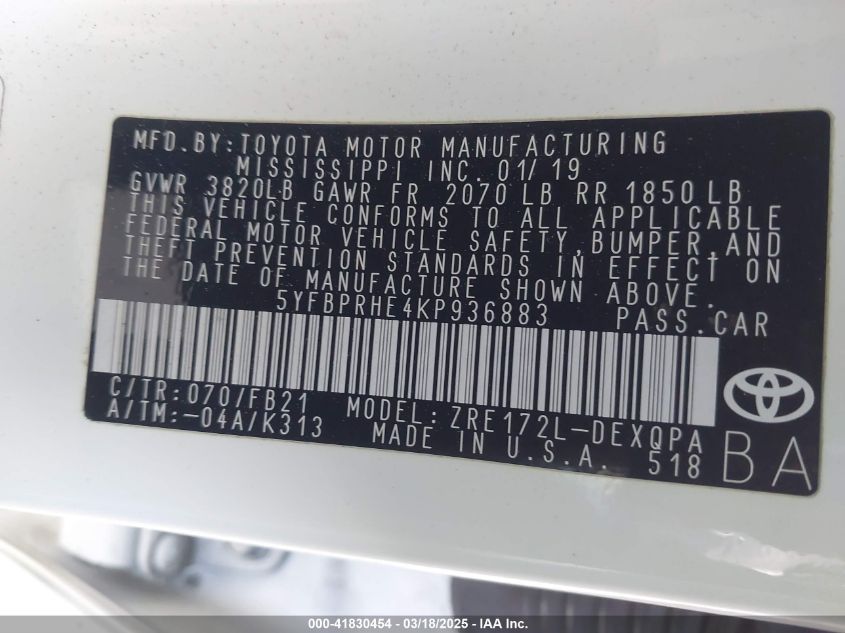 MFD.BY:TOYOTA MOTOR MANUFACTURING
MISSISSIPPI INC. 01/19
GVWR 3820LB GAWR FR 2070 LB RR 1850 LB
THIS VEHICLE CONFORMS TO ALL APPLICABLE
FEDERAL MOTOR VEHICLE SAFETY, BUMPER, AND
THEFT PREVENTION STANDARDS IN EFFECT ON
THE DATE OF MANUFACTURE SHOWN ABOVE.
5YFBPRHE4KP936883 PASS.CAR
C/TR:070/FB21 MODEL:ZRE172L-DEXQPA
A/TM:-04A/K313 MADE IN U.S.A. 518
BA
000-41830454 / 03/18/2025 - IAA Inc.